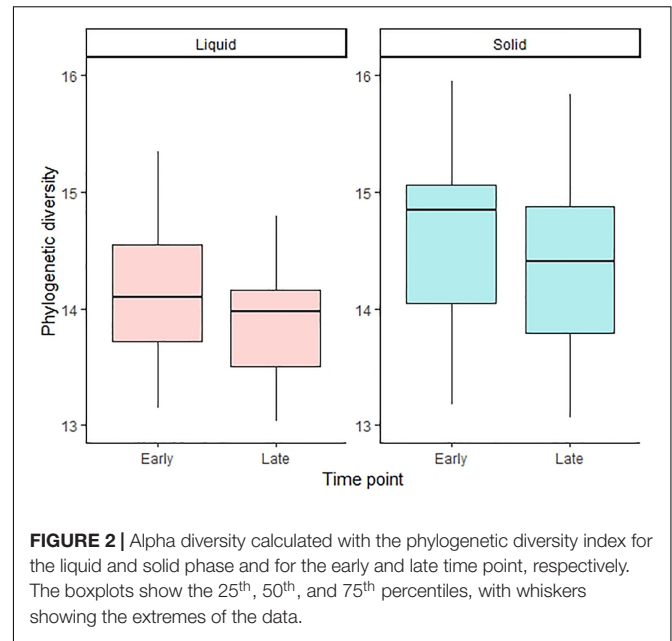 Liquid
Solid
16
15
14
13
16
15
14
13
Phylogenetic diversity
Early
Late
Early
Late
Time point
FIGURE 2 | Alpha diversity calculated with the phylogenetic diversity index for
the liquid and solid phase and for the early and late time point, respectively.
The boxplots show the 25th, 50th, and 75th percentiles, with whiskers
showing the extremes of the data.